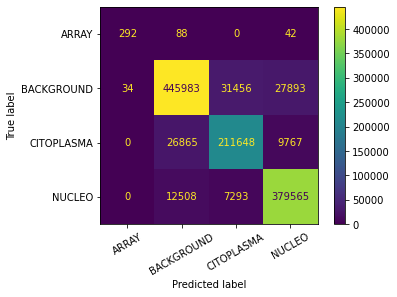 ARRAY 292 88 0 42
BACKGROUND 34 445983 31456 27893
CITOPLASMA 0 26865 211648 9767
NUCLEO 0 12508 7293 379565
True label
ARRAY BACKGROUND CITOPLASMA NUCLEO
Predicted label
400000
350000
300000
250000
200000
150000
100000
50000
0